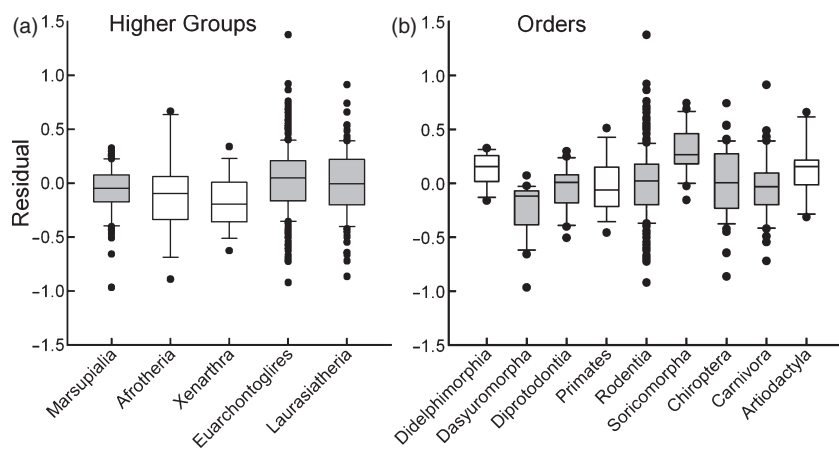 (a)
Higher Groups
1.5
1.0
0.5
0.0
−0.5
−1.0
−1.5
Residual
Marsupialia
Afrotheria
Xenarthra
Euarchontoglires
Laurasiatheria
(b)
Orders
1.5
1.0
0.5
0.0
−0.5
−1.0
−1.5
Didelphimorphia
Dasyuromorpha
Diprotodontia
Primates
Rodentia
Soricomorpha
Chiroptera
Carnivora
Artiodactyla